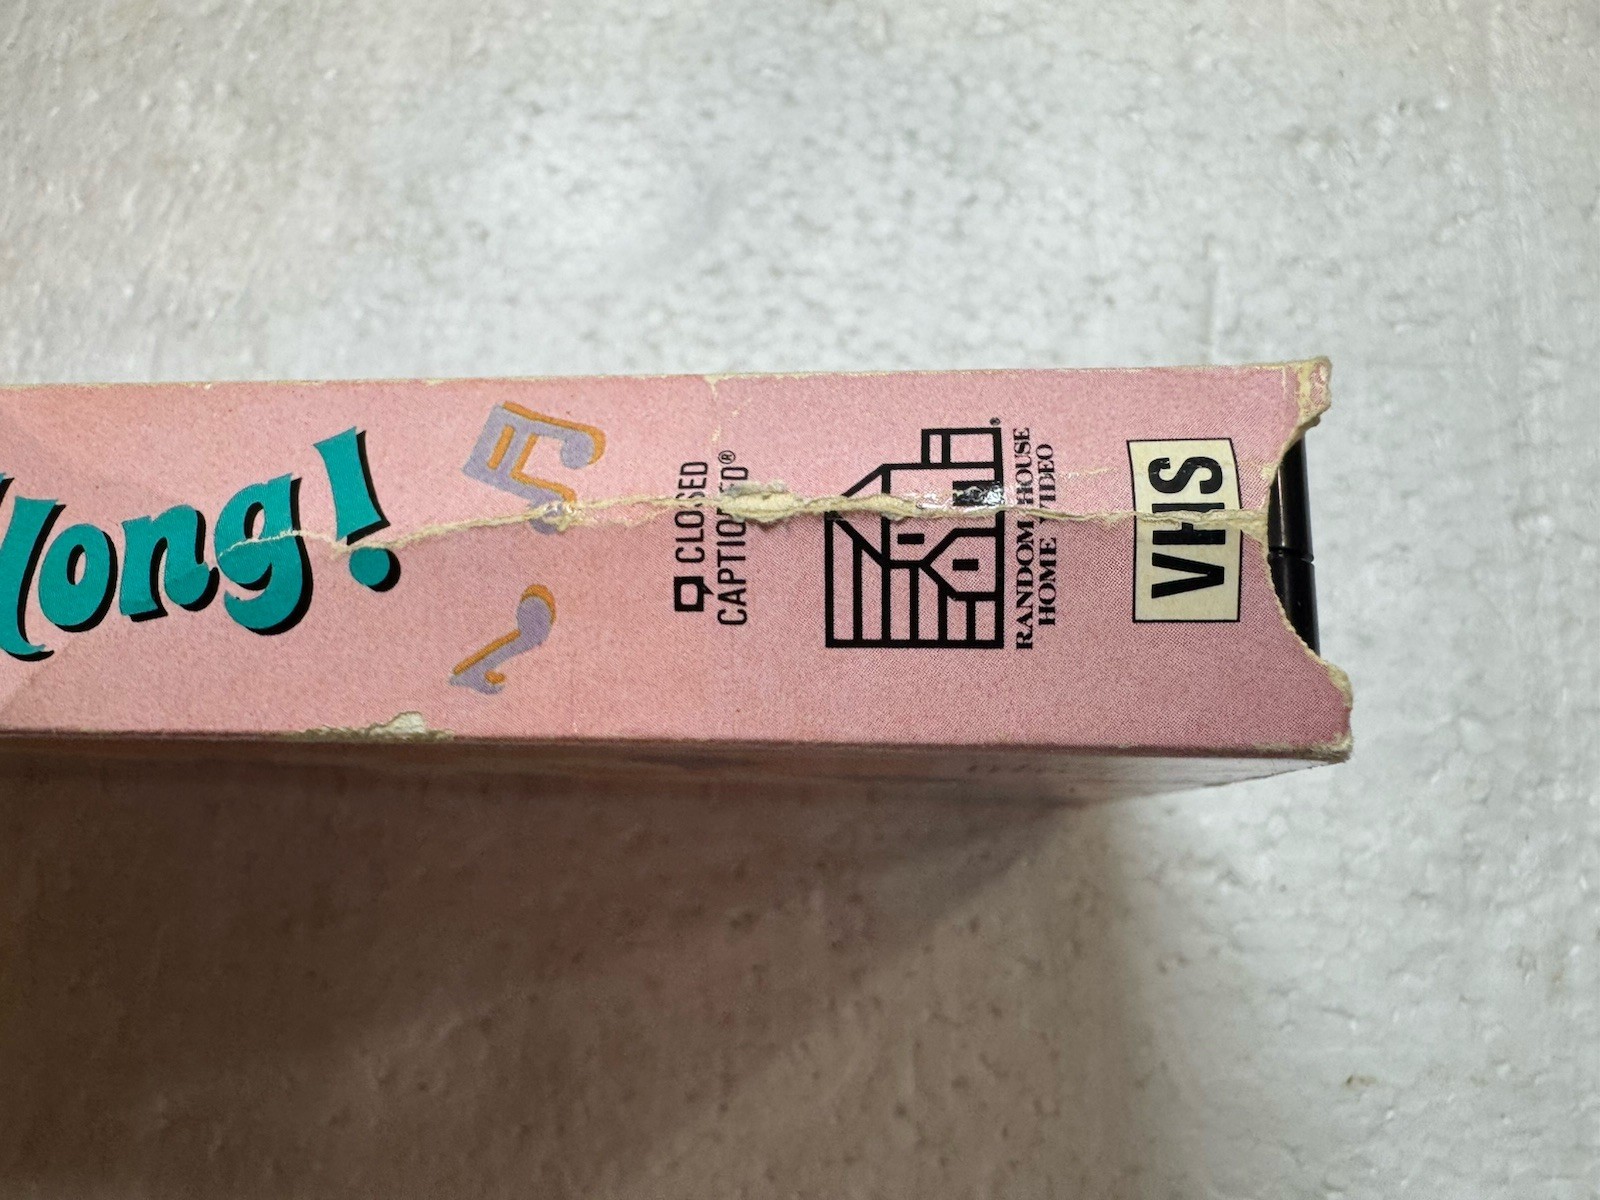 long!
CLOSED
CAPTIONED®
RANDOM HOUSE ®
HOME VIDEO
VHS